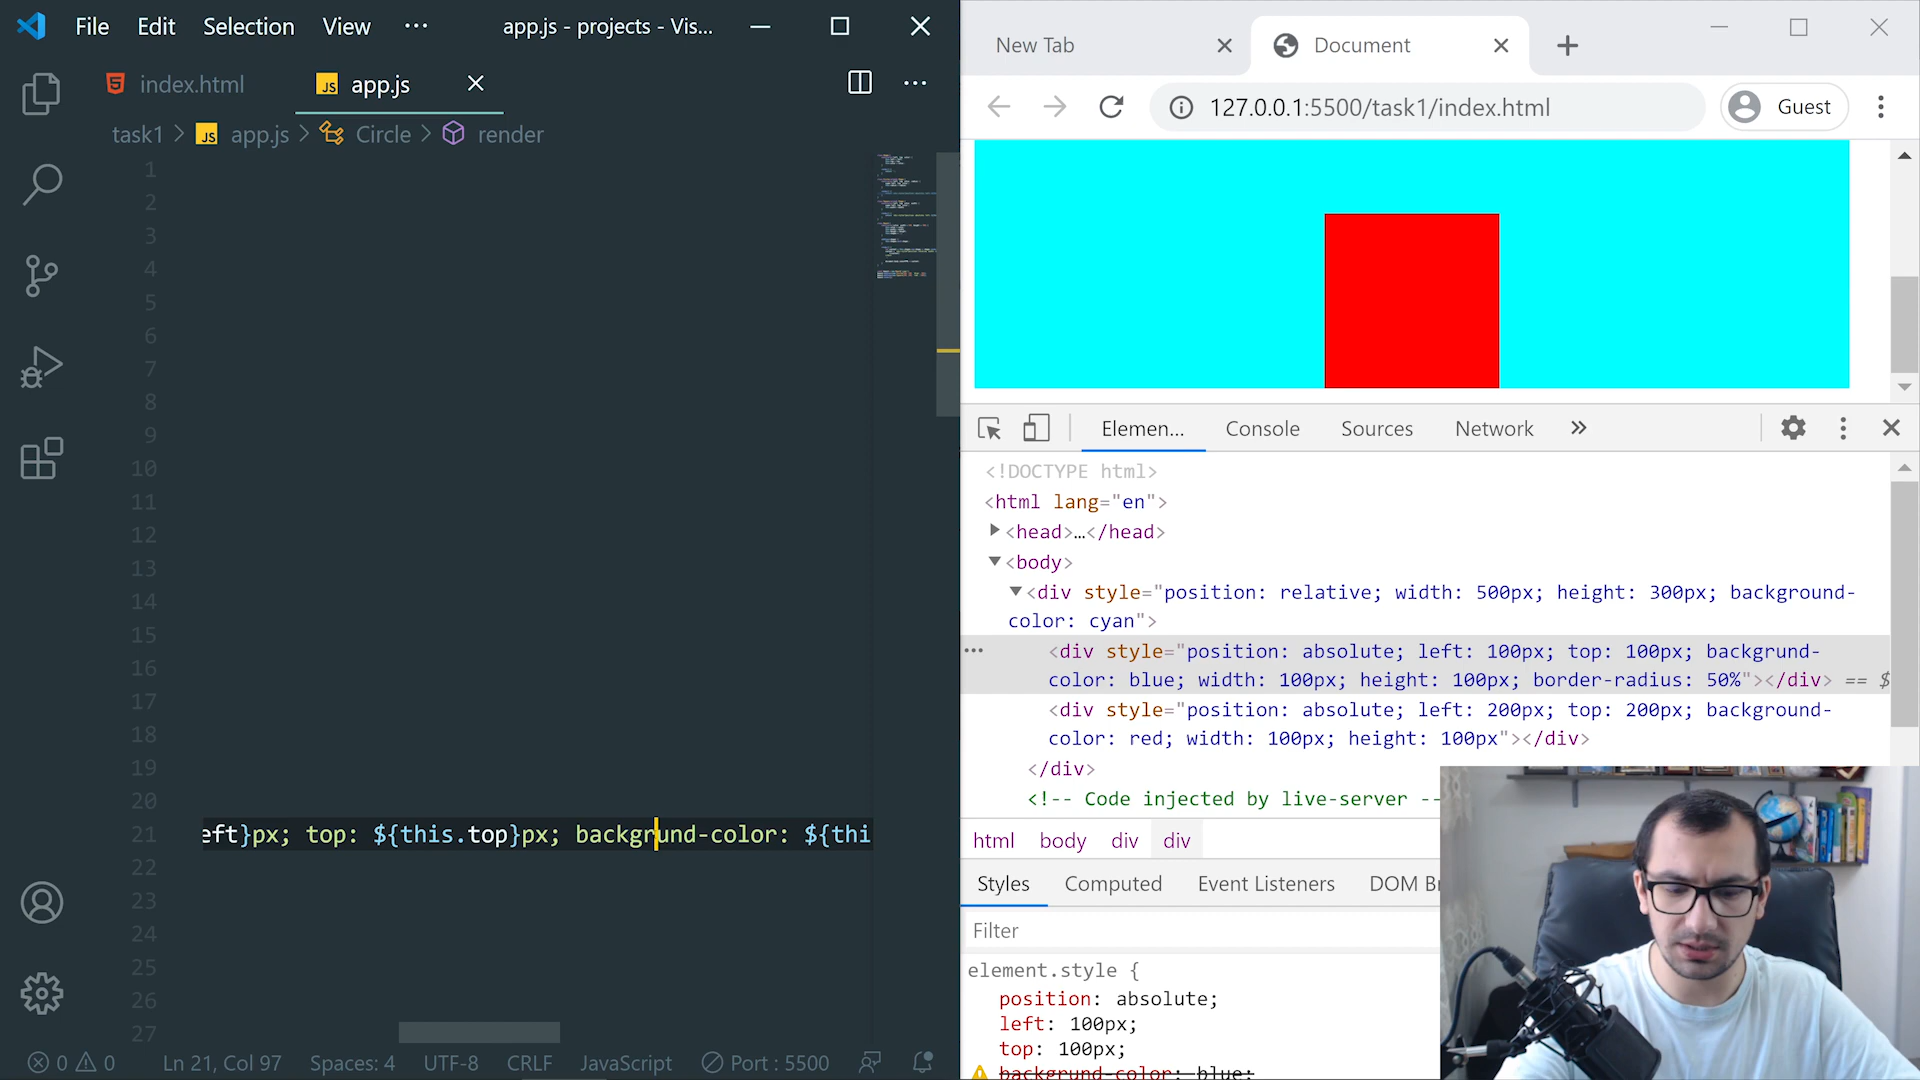 File Edit Selection View ··· app.js - projects - Vis...
index.html
JS app.js
task1 > JS app.js > Circle > render
1
2
3
4
5
6
7
8
9
10
11
12
13
14
15
16
17
18
19
20
21 eft}px; top: ${this.top}px; backgrund-color: ${thi
22
23
24
25
26
27
0 0 Ln 21, Col 97 Spaces: 4 UTF-8 CRLF JavaScript Port : 5500
New Tab
Document
127.0.0.1:5500/task1/index.html
Guest
Elemen... Console Sources Network »
<!DOCTYPE html>
<html lang="en">
<head>…</head>
<body>
<div style="position: relative; width: 500px; height: 300px; background-
color: cyan">
<div style="position: absolute; left: 100px; top: 100px; backgrund-
color: blue; width: 100px; height: 100px; border-radius: 50%"></div> == $
<div style="position: absolute; left: 200px; top: 200px; background-
color: red; width: 100px; height: 100px"></div>
</div>
<!-- Code injected by live-server --
html body div div
Styles Computed Event Listeners DOM Br
Filter
element.style {
position: absolute;
left: 100px;
top: 100px;
backgrund-color: blue;